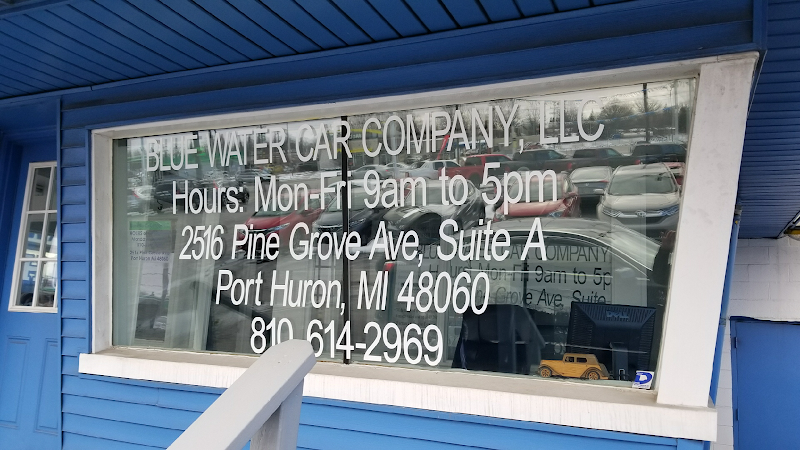 BLUE WATER CAR COMPANY, LLC
Hours: Mon-Fri 9am to 5pm
2516 Pine Grove Ave, Suite A
Port Huron, MI 48060
810 614-2969
DELL